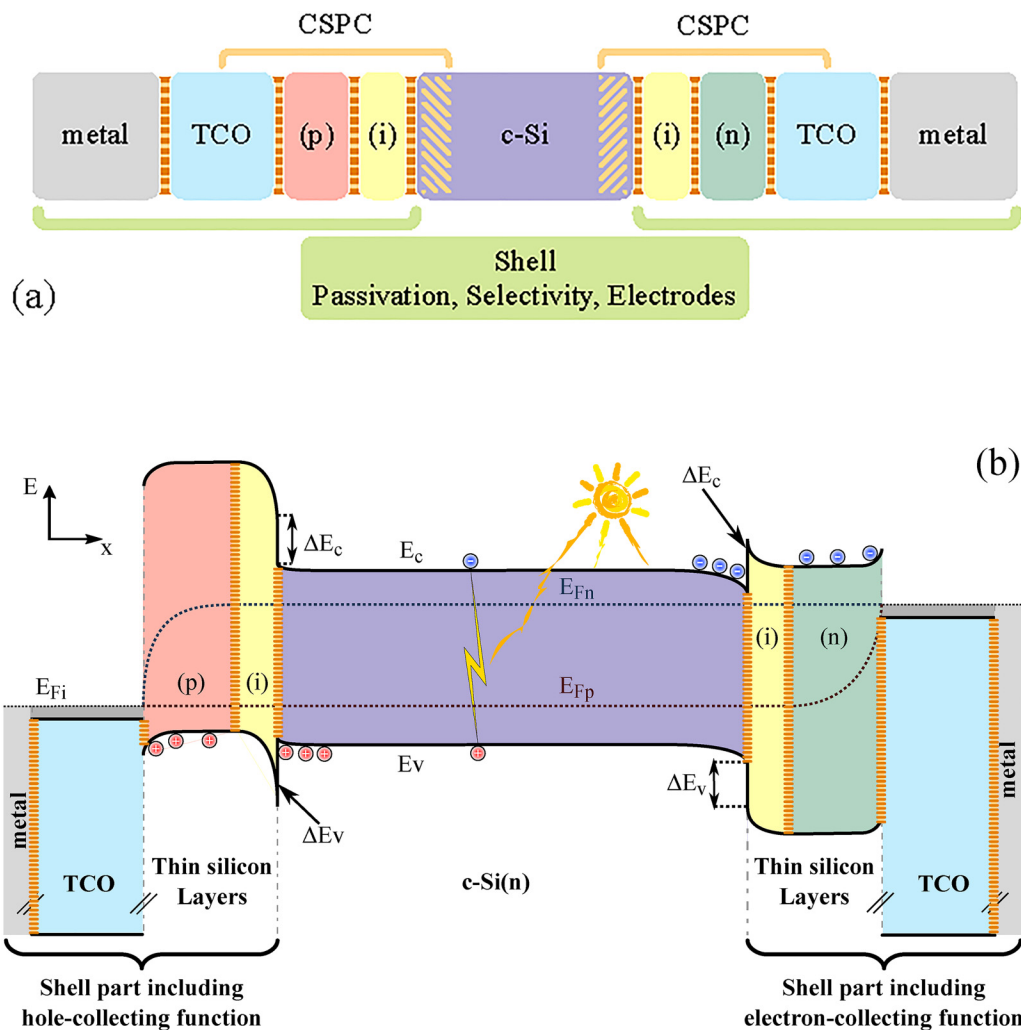 CSPC CSPC
metal TCO (p) (i) c-Si (i) (n) TCO metal
Shell
Passivation, Selectivity, Electrodes
(a)
(b)
E
x
ΔEc
Ec
ΔEc
EFn
(p) (i)
(i) (n)
EFi
EFp
Ev
ΔEv
ΔEv
metal
TCO
Thin silicon
Layers
c-Si(n)
Thin silicon
Layers
TCO
metal
Shell part including
hole-collecting function
Shell part including
electron-collecting function